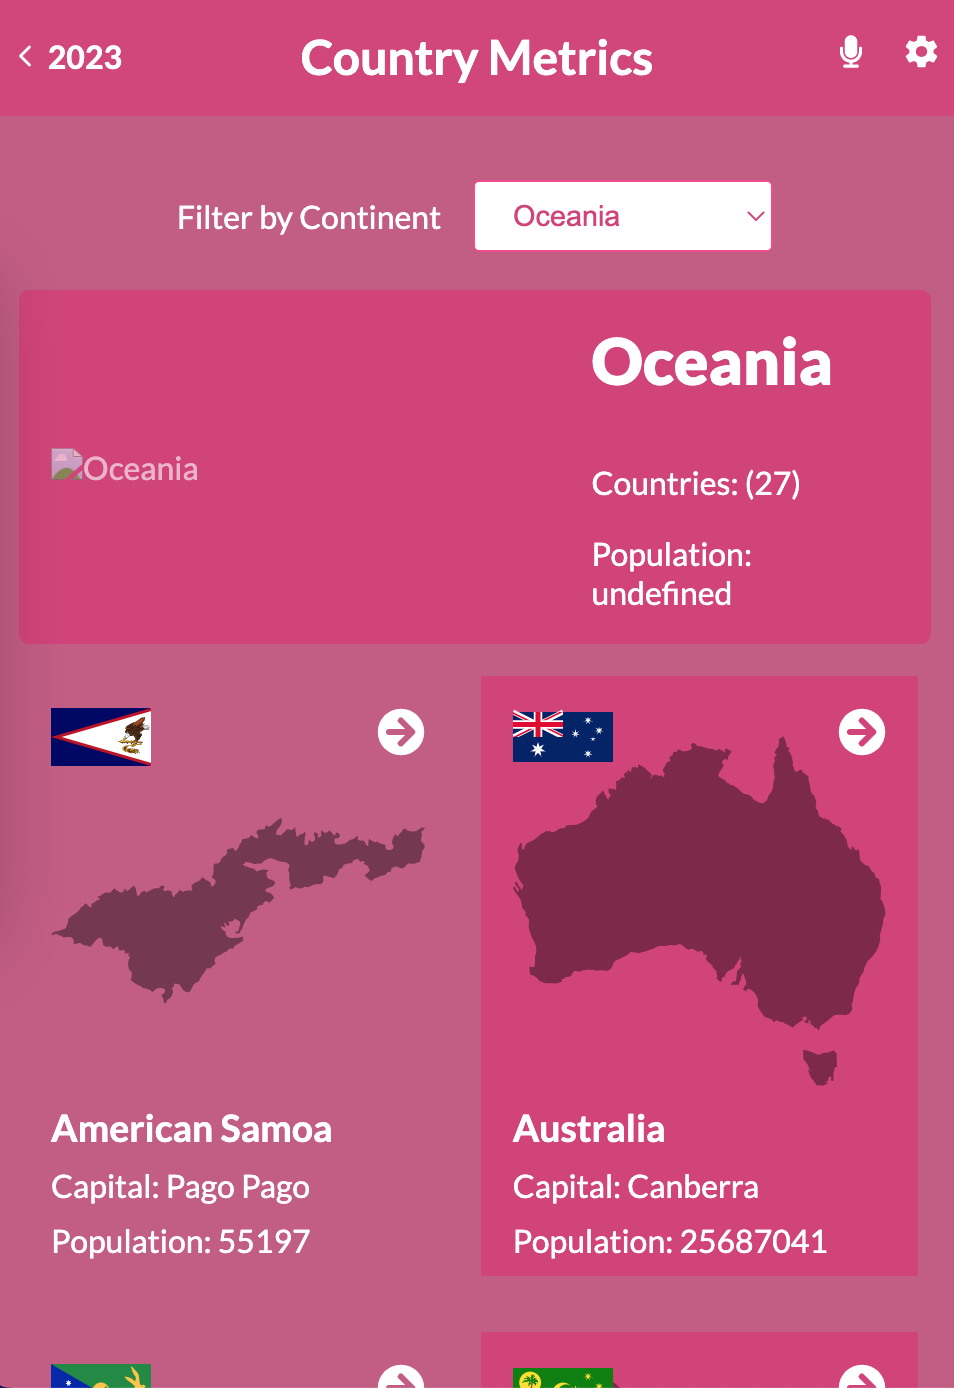 2023
Country Metrics
Filter by Continent
Oceania
Oceania
Oceania
Countries: (27)
Population:
undefined
American Samoa
Capital: Pago Pago
Population: 55197
Australia
Capital: Canberra
Population: 25687041